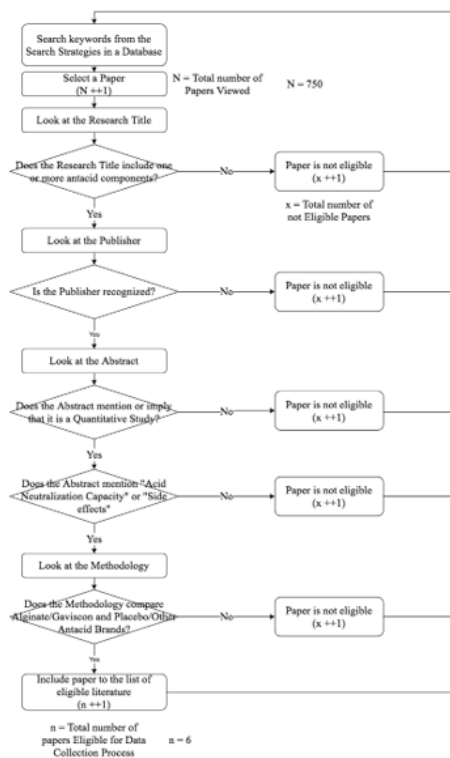 Search keywords from the
Search Strategies in a Database
Select a Paper
(N ++1)
N = Total number of
Papers Viewed
N = 750
Look at the Research Title
Does the Research Title include one
or more antacid components?
No
Paper is not eligible
(x ++1)
x = Total number of
not Eligible Papers
Yes
Look at the Publisher
Is the Publisher recognized?
No
Paper is not eligible
(x ++1)
Yes
Look at the Abstract
Does the Abstract mention or imply
that it is a Quantitative Study?
No
Paper is not eligible
(x ++1)
Yes
Does the Abstract mention "Acid
Neutralization Capacity" or "Side
effects"
No
Paper is not eligible
(x ++1)
Yes
Look at the Methodology
Does the Methodology compare
Alginate/Gaviscon and Placebo/Other
Antacid Brands?
No
Paper is not eligible
(x ++1)
Yes
Include paper to the list of
eligible literature
(n ++1)
n = Total number of
papers Eligible for Data
Collection Process
n = 6